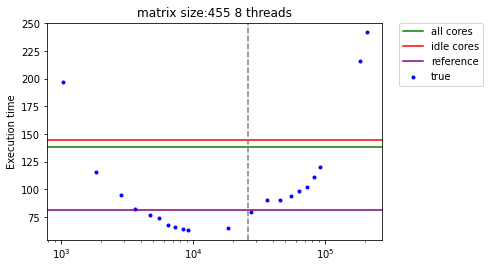 matrix size:455 8 threads
250
225
200
175
150
125
100
75
Execution time
10³
10⁴
10⁵
all cores
idle cores
reference
true